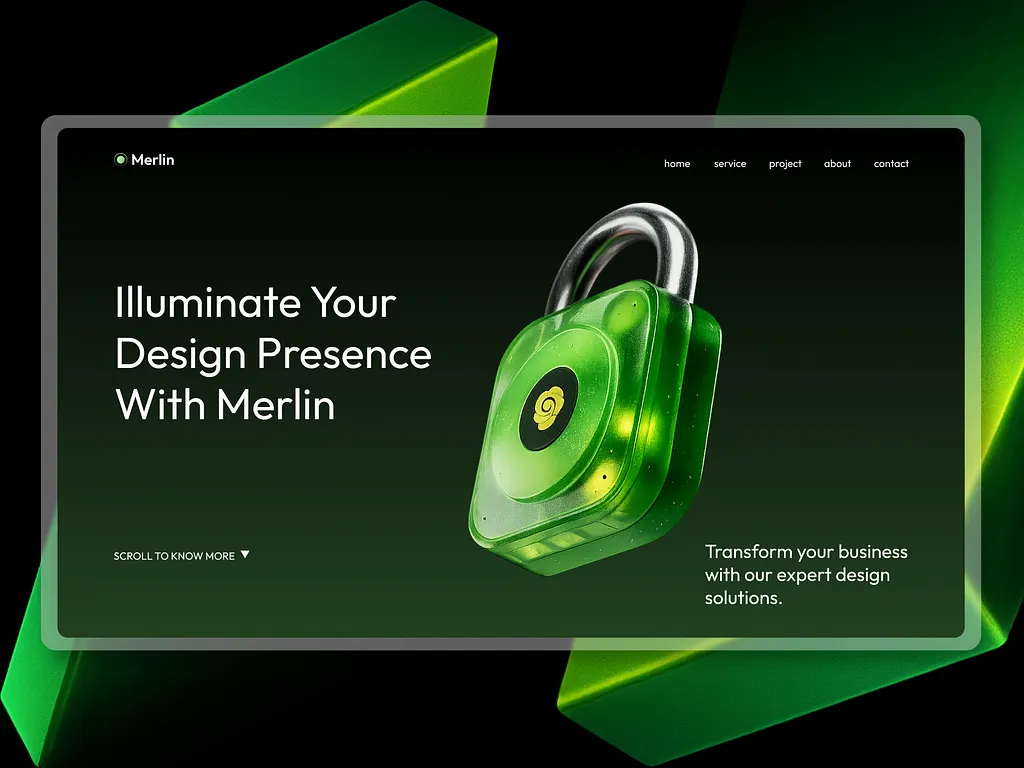 Merlin
home service project about contact
Illuminate Your
Design Presence
With Merlin
SCROLL TO KNOW MORE ▼
Transform your business
with our expert design
solutions.